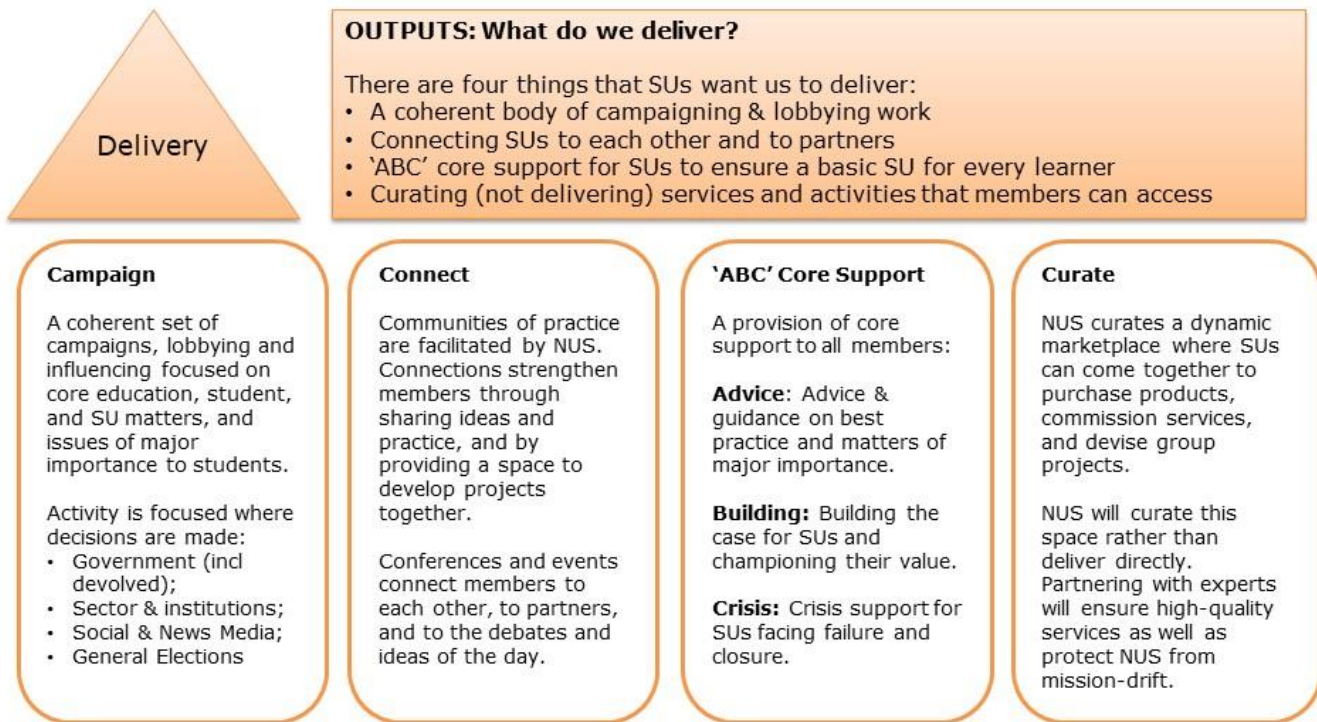 Delivery
OUTPUTS: What do we deliver?
There are four things that SUs want us to deliver:
• A coherent body of campaigning & lobbying work
• Connecting SUs to each other and to partners
• ‘ABC’ core support for SUs to ensure a basic SU for every learner
• Curating (not delivering) services and activities that members can access
Campaign
A coherent set of
campaigns, lobbying and
influencing focused on
core education, student,
and SU matters, and
issues of major
importance to students.
Activity is focused where
decisions are made:
• Government (incl
devolved);
• Sector & institutions;
• Social & News Media;
• General Elections
Connect
Communities of practice
are facilitated by NUS.
Connections strengthen
members through
sharing ideas and
practice, and by
providing a space to
develop projects
together.
Conferences and events
connect members to
each other, to partners,
and to the debates and
ideas of the day.
‘ABC’ Core Support
A provision of core
support to all members:
Advice: Advice &
guidance on best
practice and matters of
major importance.
Building: Building the
case for SUs and
championing their value.
Crisis: Crisis support for
SUs facing failure and
closure.
Curate
NUS curates a dynamic
marketplace where SUs
can come together to
purchase products,
commission services,
and devise group
projects.
NUS will curate this
space rather than
deliver directly.
Partnering with experts
will ensure high-quality
services as well as
protect NUS from
mission-drift.